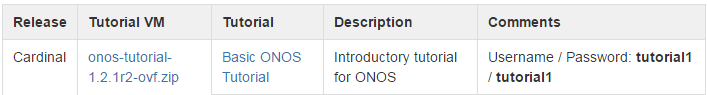 Release Tutorial VM Tutorial Description Comments
Cardinal onos-tutorial- Basic ONOS Introductory tutorial Username / Password: tutorial1
1.2.1r2-ovf.zip Tutorial for ONOS / tutorial1